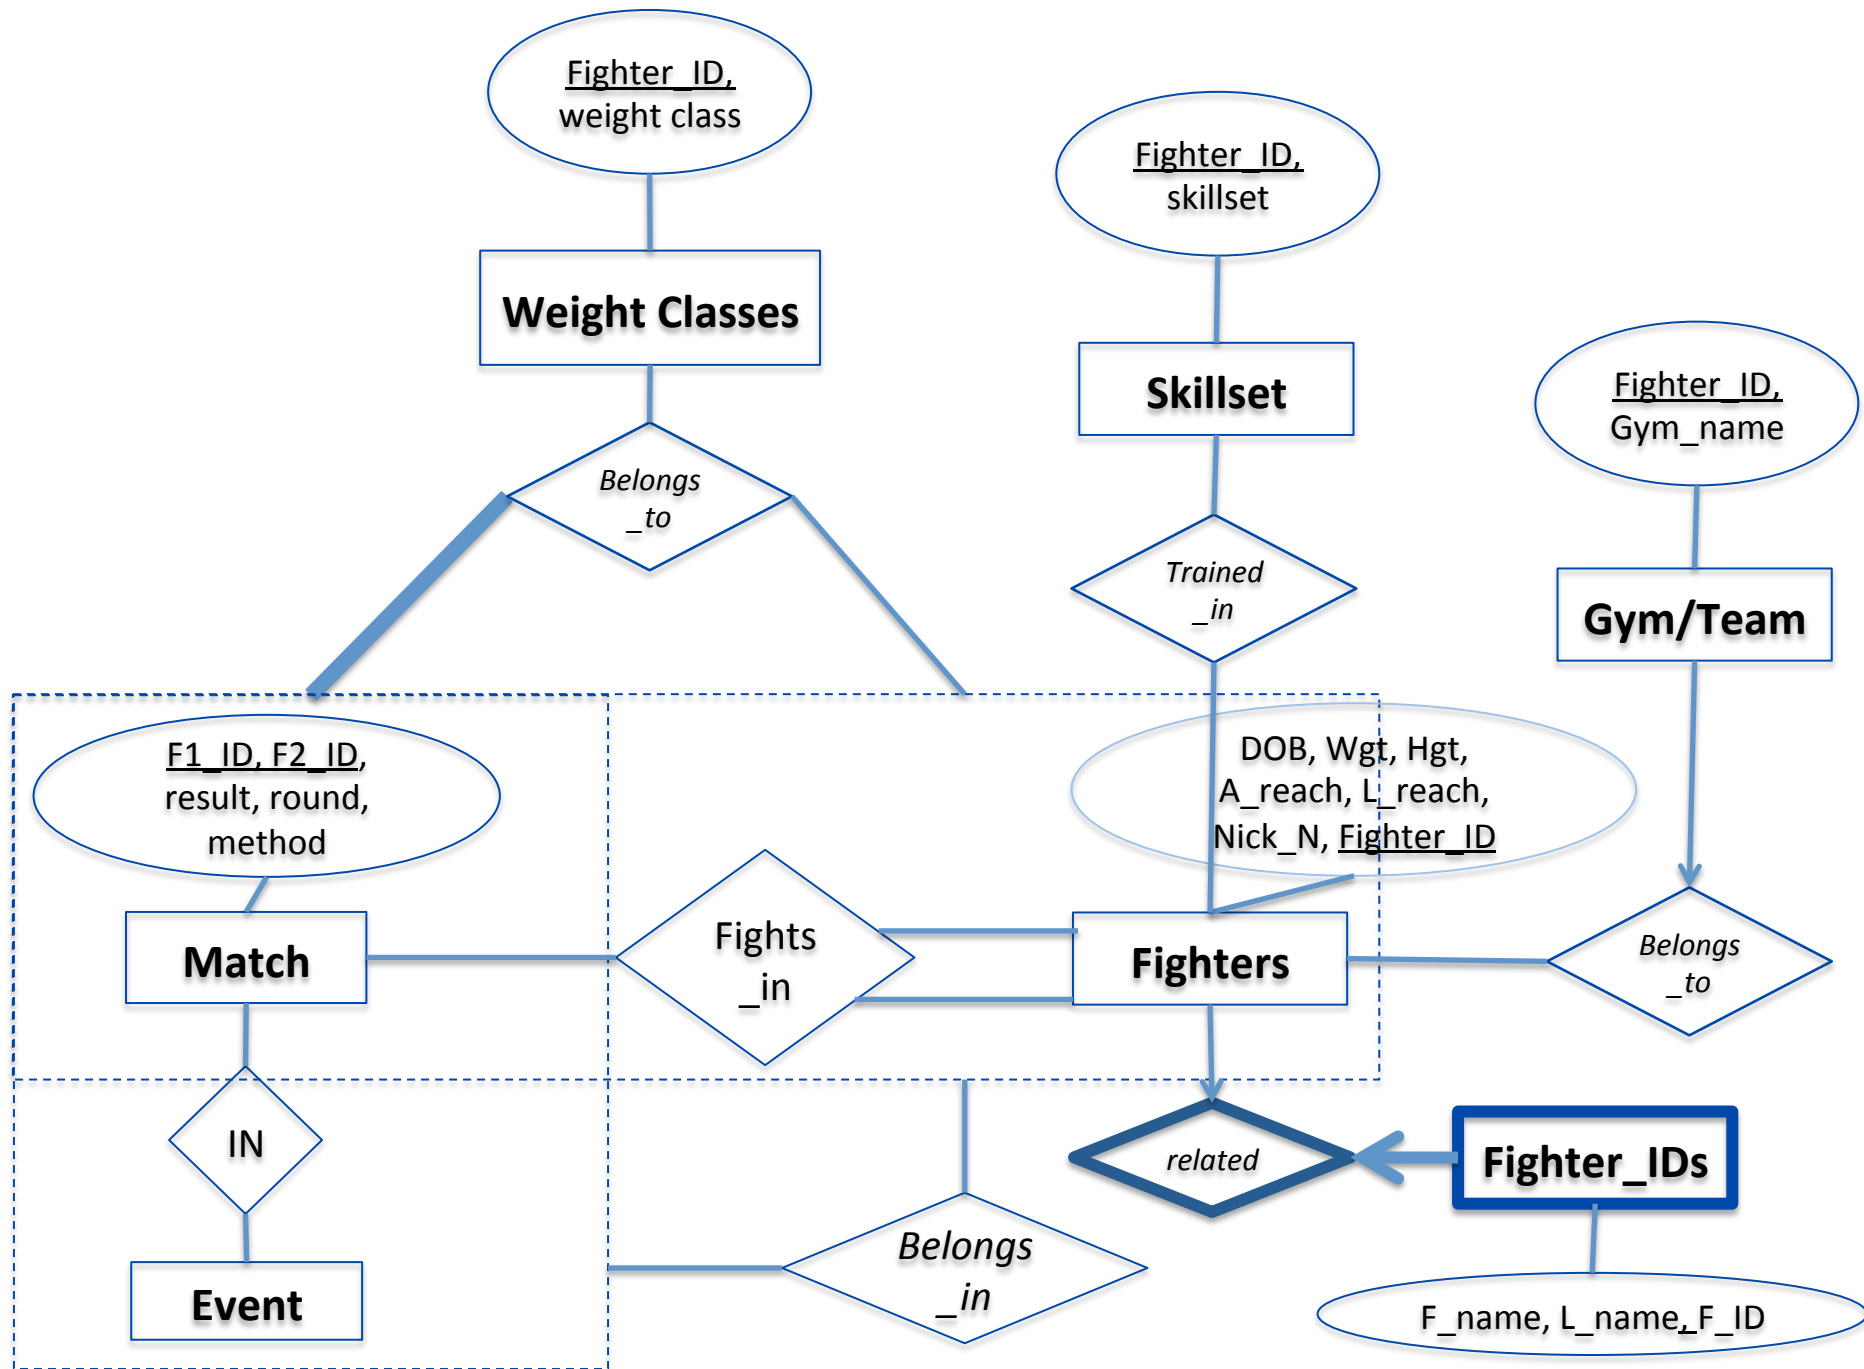 Fighter_ID,
weight class
Fighter_ID,
skillset
Weight Classes
Skillset
Fighter_ID,
Gym_name
Belongs
_to
Trained
_in
Gym/Team
F1_ID, F2_ID,
result, round,
method
DOB, Wgt, Hgt,
A_reach, L_reach,
Nick_N, Fighter_ID
Match
Fights
_in
Fighters
Belongs
_to
IN
related
Fighter_IDs
Event
Belongs
_in
F_name, L_name, F_ID